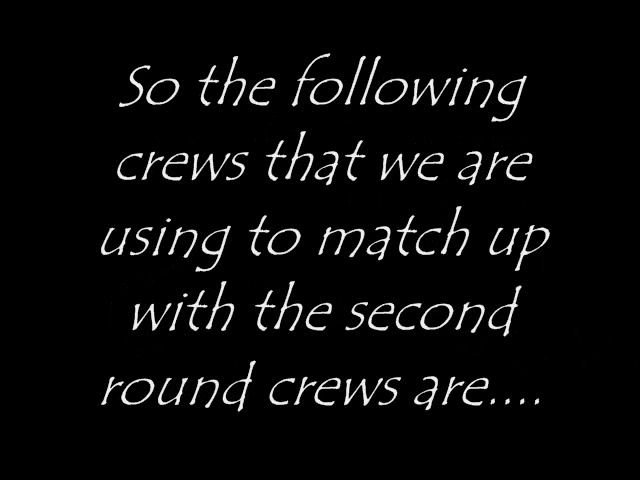 So the following
crews that we are
using to match up
with the second
round crews are....